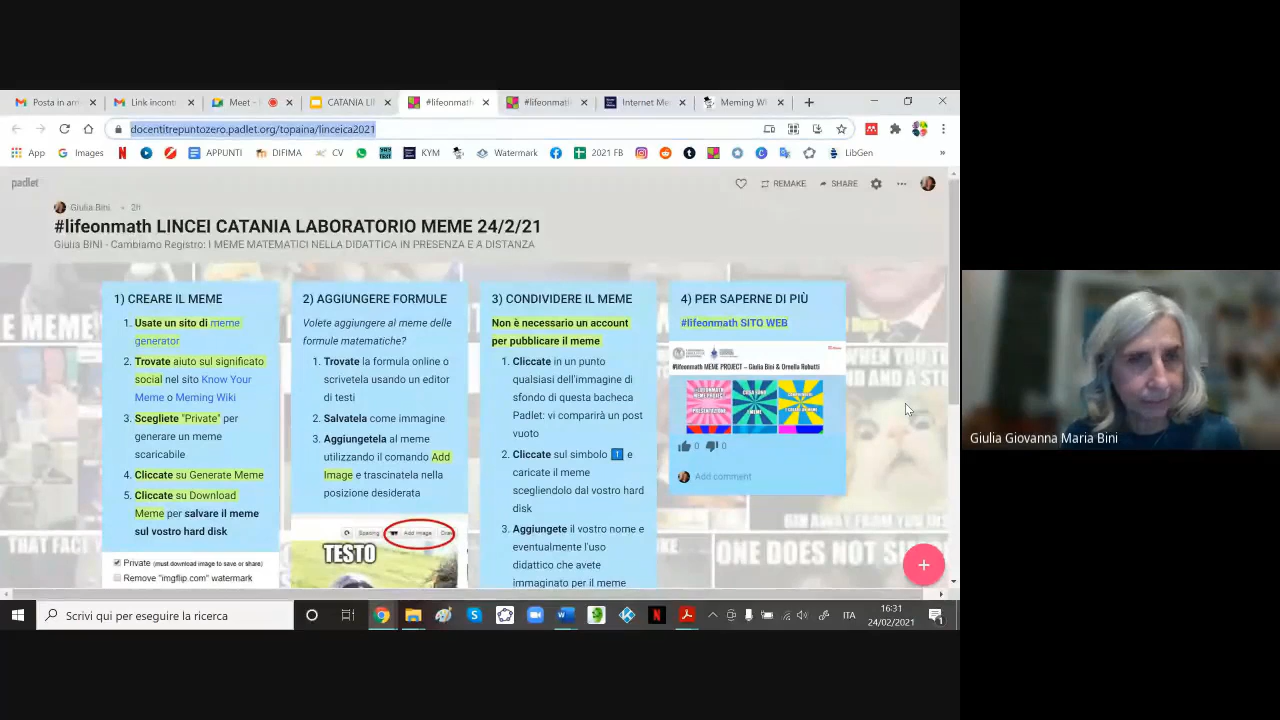 Posta in arri
Link incontr
Meet -
CATANIA LI
#lifeonmath
#lifeonmath
Internet Me
Meming Wi
docentitrepuntozero.padlet.org/topaina/linceica2021
App
Images
APPUNTI
DIFIMA
CV
KYM
Watermark
2021 FB
LibGen
padlet
REMAKE
SHARE
Giulia Bini • 2h
#lifeonmath LINCEI CATANIA LABORATORIO MEME 24/2/21
Giulia BINI - Cambiamo Registro: I MEME MATEMATICI NELLA DIDATTICA IN PRESENZA E A DISTANZA
1) CREARE IL MEME
1. Usate un sito di meme
generator
2. Trovate aiuto sul significato
social nel sito Know Your
Meme o Meming Wiki
3. Scegliete "Private" per
generare un meme
scaricabile
4. Cliccate su Generate Meme
5. Cliccate su Download
Meme per salvare il meme
sul vostro hard disk
Private (must download image to save or share)
Remove "imgflip.com" watermark
2) AGGIUNGERE FORMULE
Volete aggiungere al meme delle
formule matematiche?
1. Trovate la formula online o
scrivetela usando un editor
di testi
2. Salvatela come immagine
3. Aggiungetela al meme
utilizzando il comando Add
Image e trascinatela nella
posizione desiderata
Spacing
Add Image
TESTO
3) CONDIVIDERE IL MEME
Non è necessario un account
per pubblicare il meme
1. Cliccate in un punto
qualsiasi dell'immagine di
sfondo di questa bacheca
Padlet: vi comparirà un post
vuoto
2. Cliccate sul simbolo e
caricate il meme
scegliendolo dal vostro hard
disk
3. Aggiungete il vostro nome e
eventualmente l'uso
didattico che avete
immaginato per il meme
4) PER SAPERNE DI PIÙ
#lifeonmath SITO WEB
#lifeonmath MEME PROJECT - Giulia Bini & Ornella Robutti
0
0
Add comment
E MEME
THAT FACE
ONE DOES NOT SI
Giulia Giovanna Maria Bini
Scrivi qui per eseguire la ricerca
ITA
16:31
24/02/2021